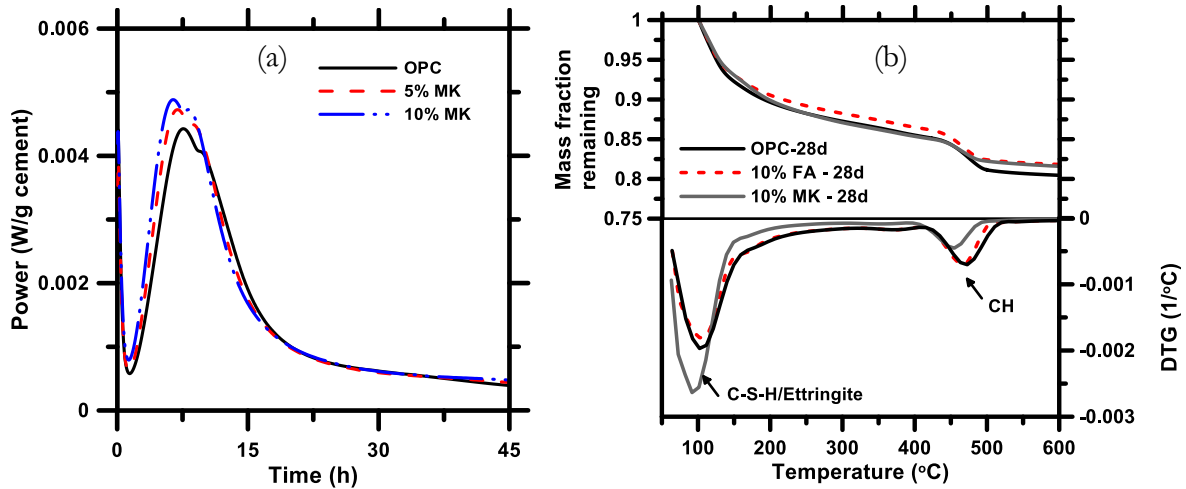 0.006
(a)
OPC
5% MK
10% MK
0.004
0.002
0
Power (W/g cement)
0
15
30
45
Time (h)
1
(b)
0.95
0.9
0.85
0.8
0.75
Mass fraction
remaining
OPC-28d
10% FA - 28d
10% MK - 28d
0
-0.001
-0.002
-0.003
DTG (1/°C)
CH
C-S-H/Ettringite
100
200
300
400
500
600
Temperature (°C)